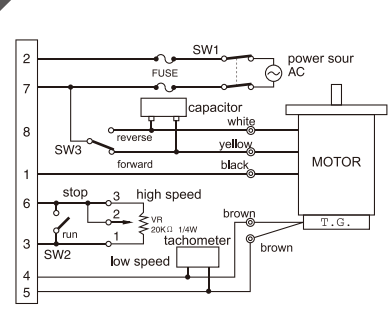 2
SW1
power sour
FUSE
AC
7
capacitor
8
white
reverse
yellow
SW3
forward
black
MOTOR
1
stop
3
high speed
6
2
VR
brown
T.G.
run
20KΩ 1/4W
1
tachometer
3
SW2
low speed
brown
4
5